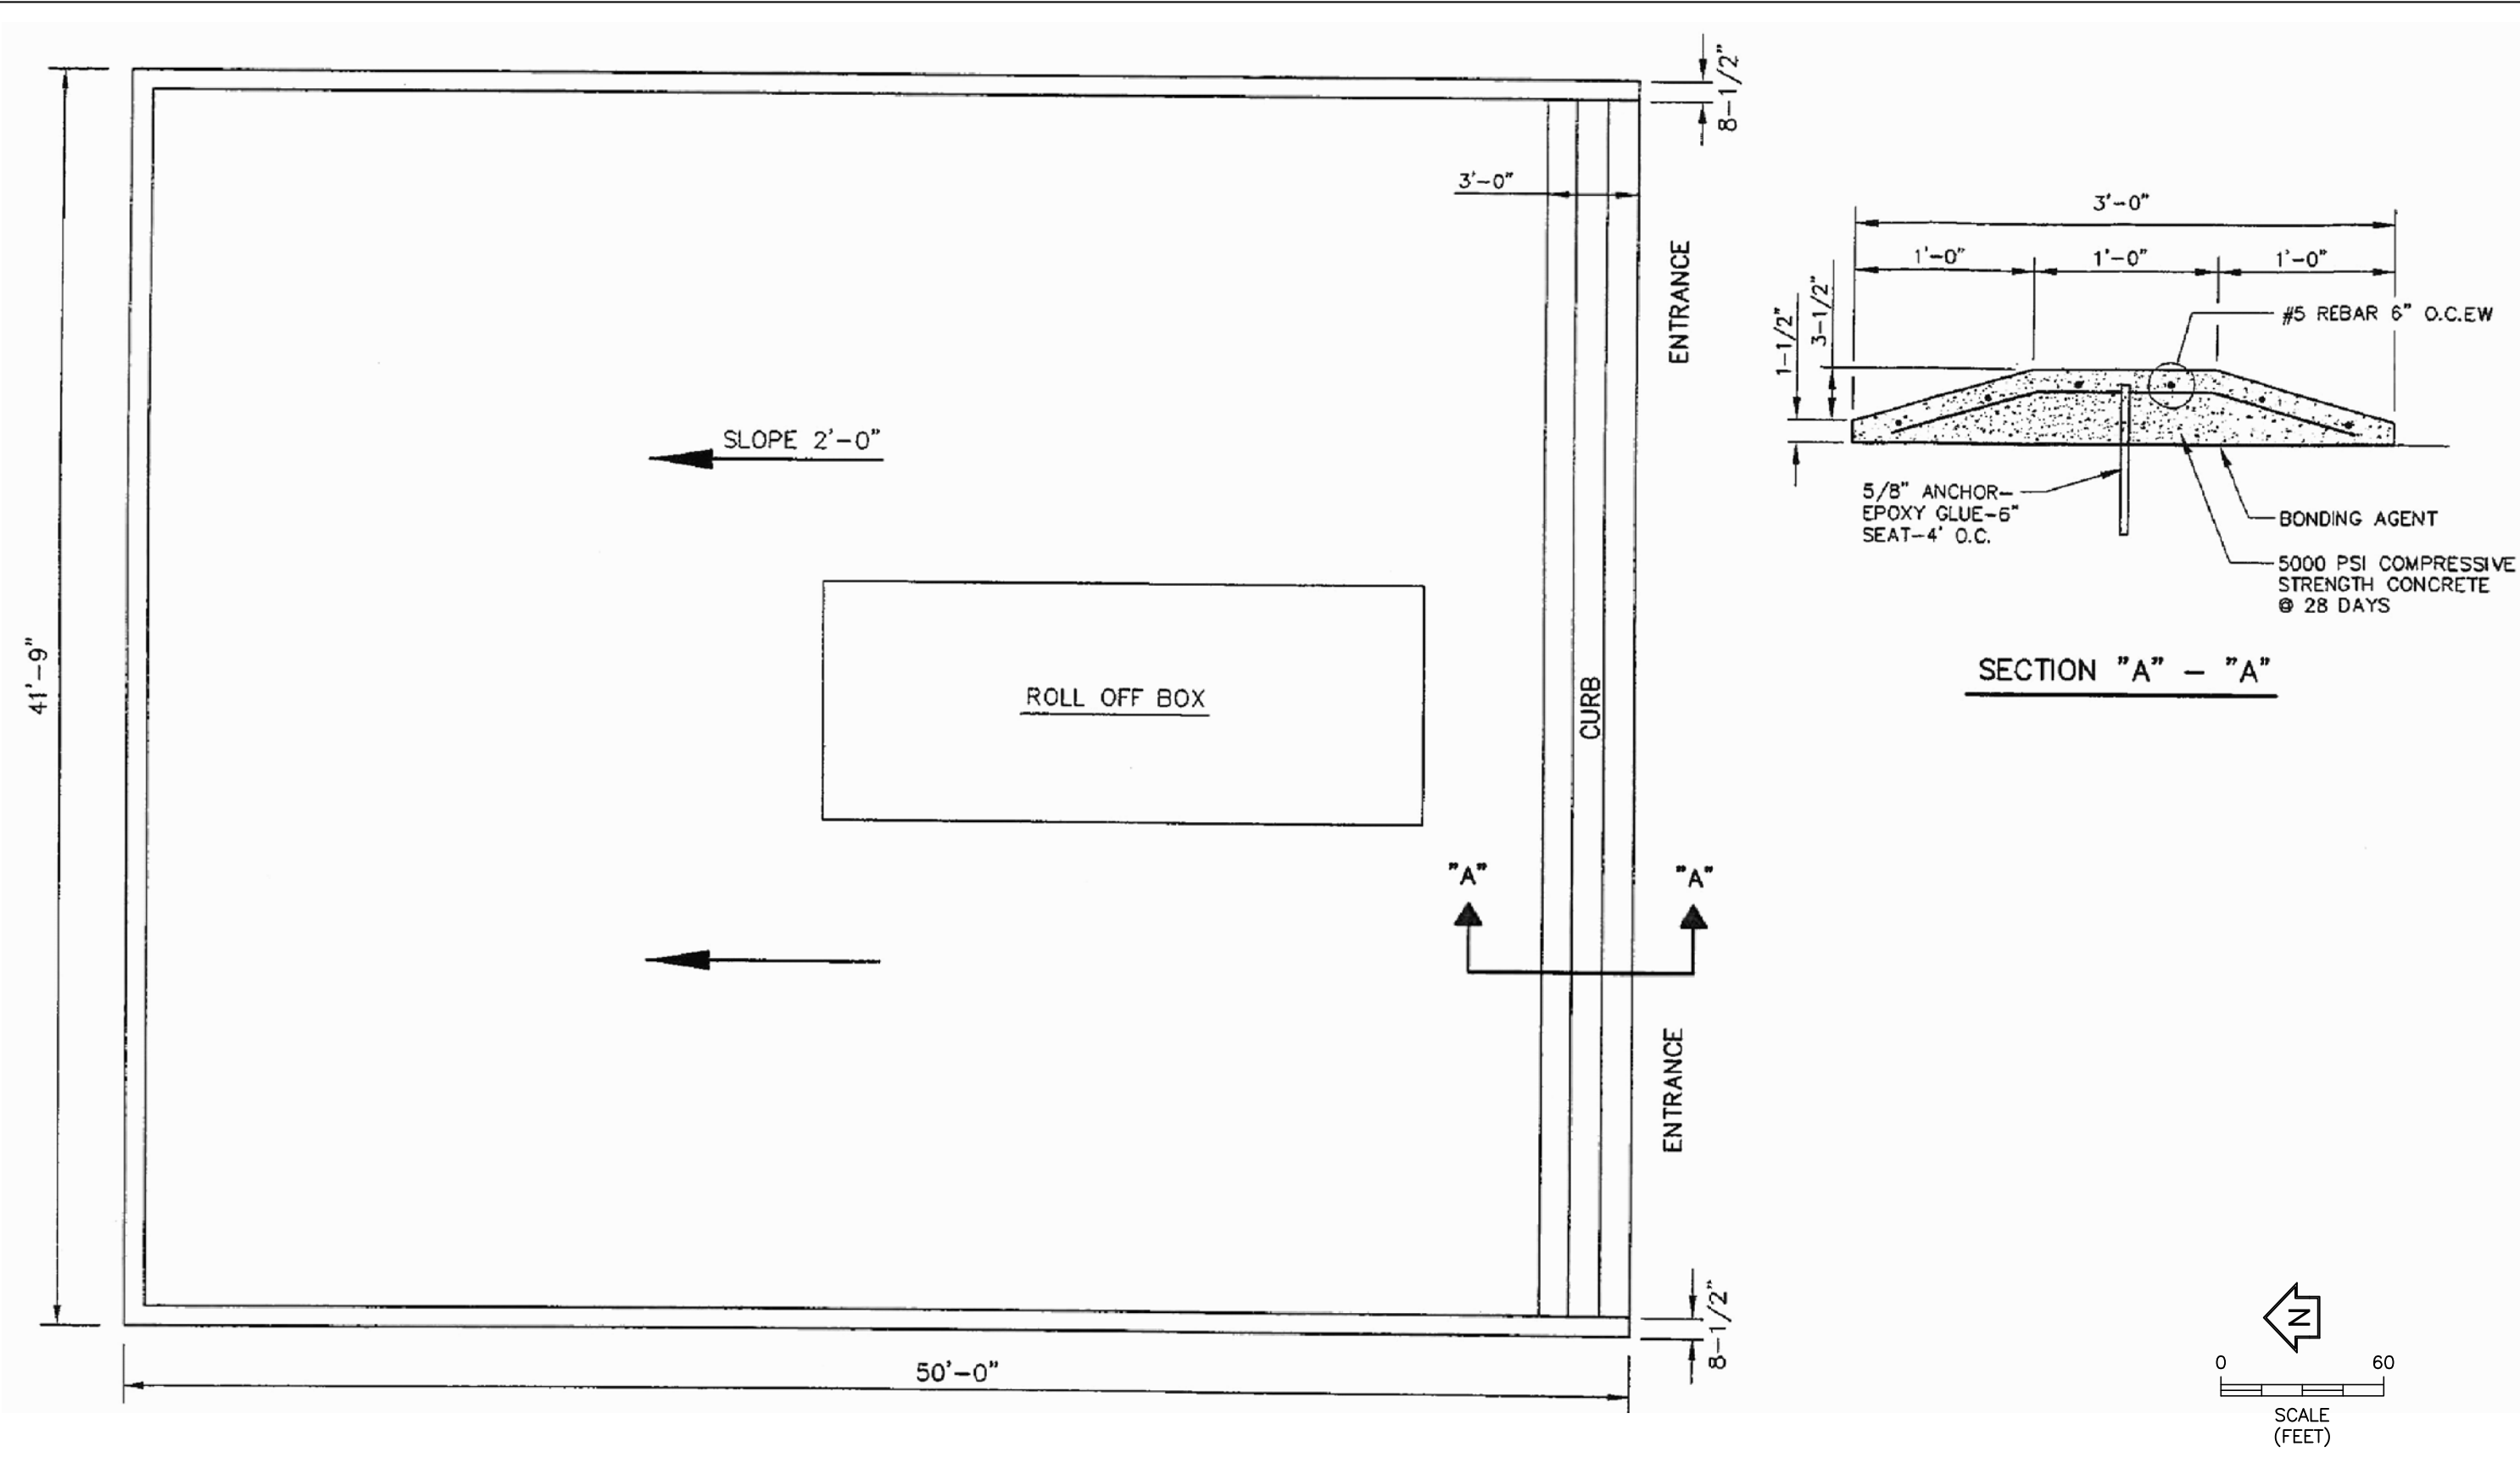 8-1/2"
3'-0"
ENTRANCE
SLOPE 2'-0"
41'-9"
ROLL OFF BOX
CURB
"A"
"A"
ENTRANCE
8-1/2"
50'-0"
3'-0"
1'-0"
1'-0"
1'-0"
1-1/2"
3-1/2"
#5 REBAR 6" O.C.EW
5/8" ANCHOR-
EPOXY GLUE-6"
SEAT-4' O.C.
BONDING AGENT
5000 PSI COMPRESSIVE
STRENGTH CONCRETE
@ 28 DAYS
SECTION "A" - "A"
N
0
60
SCALE
(FEET)